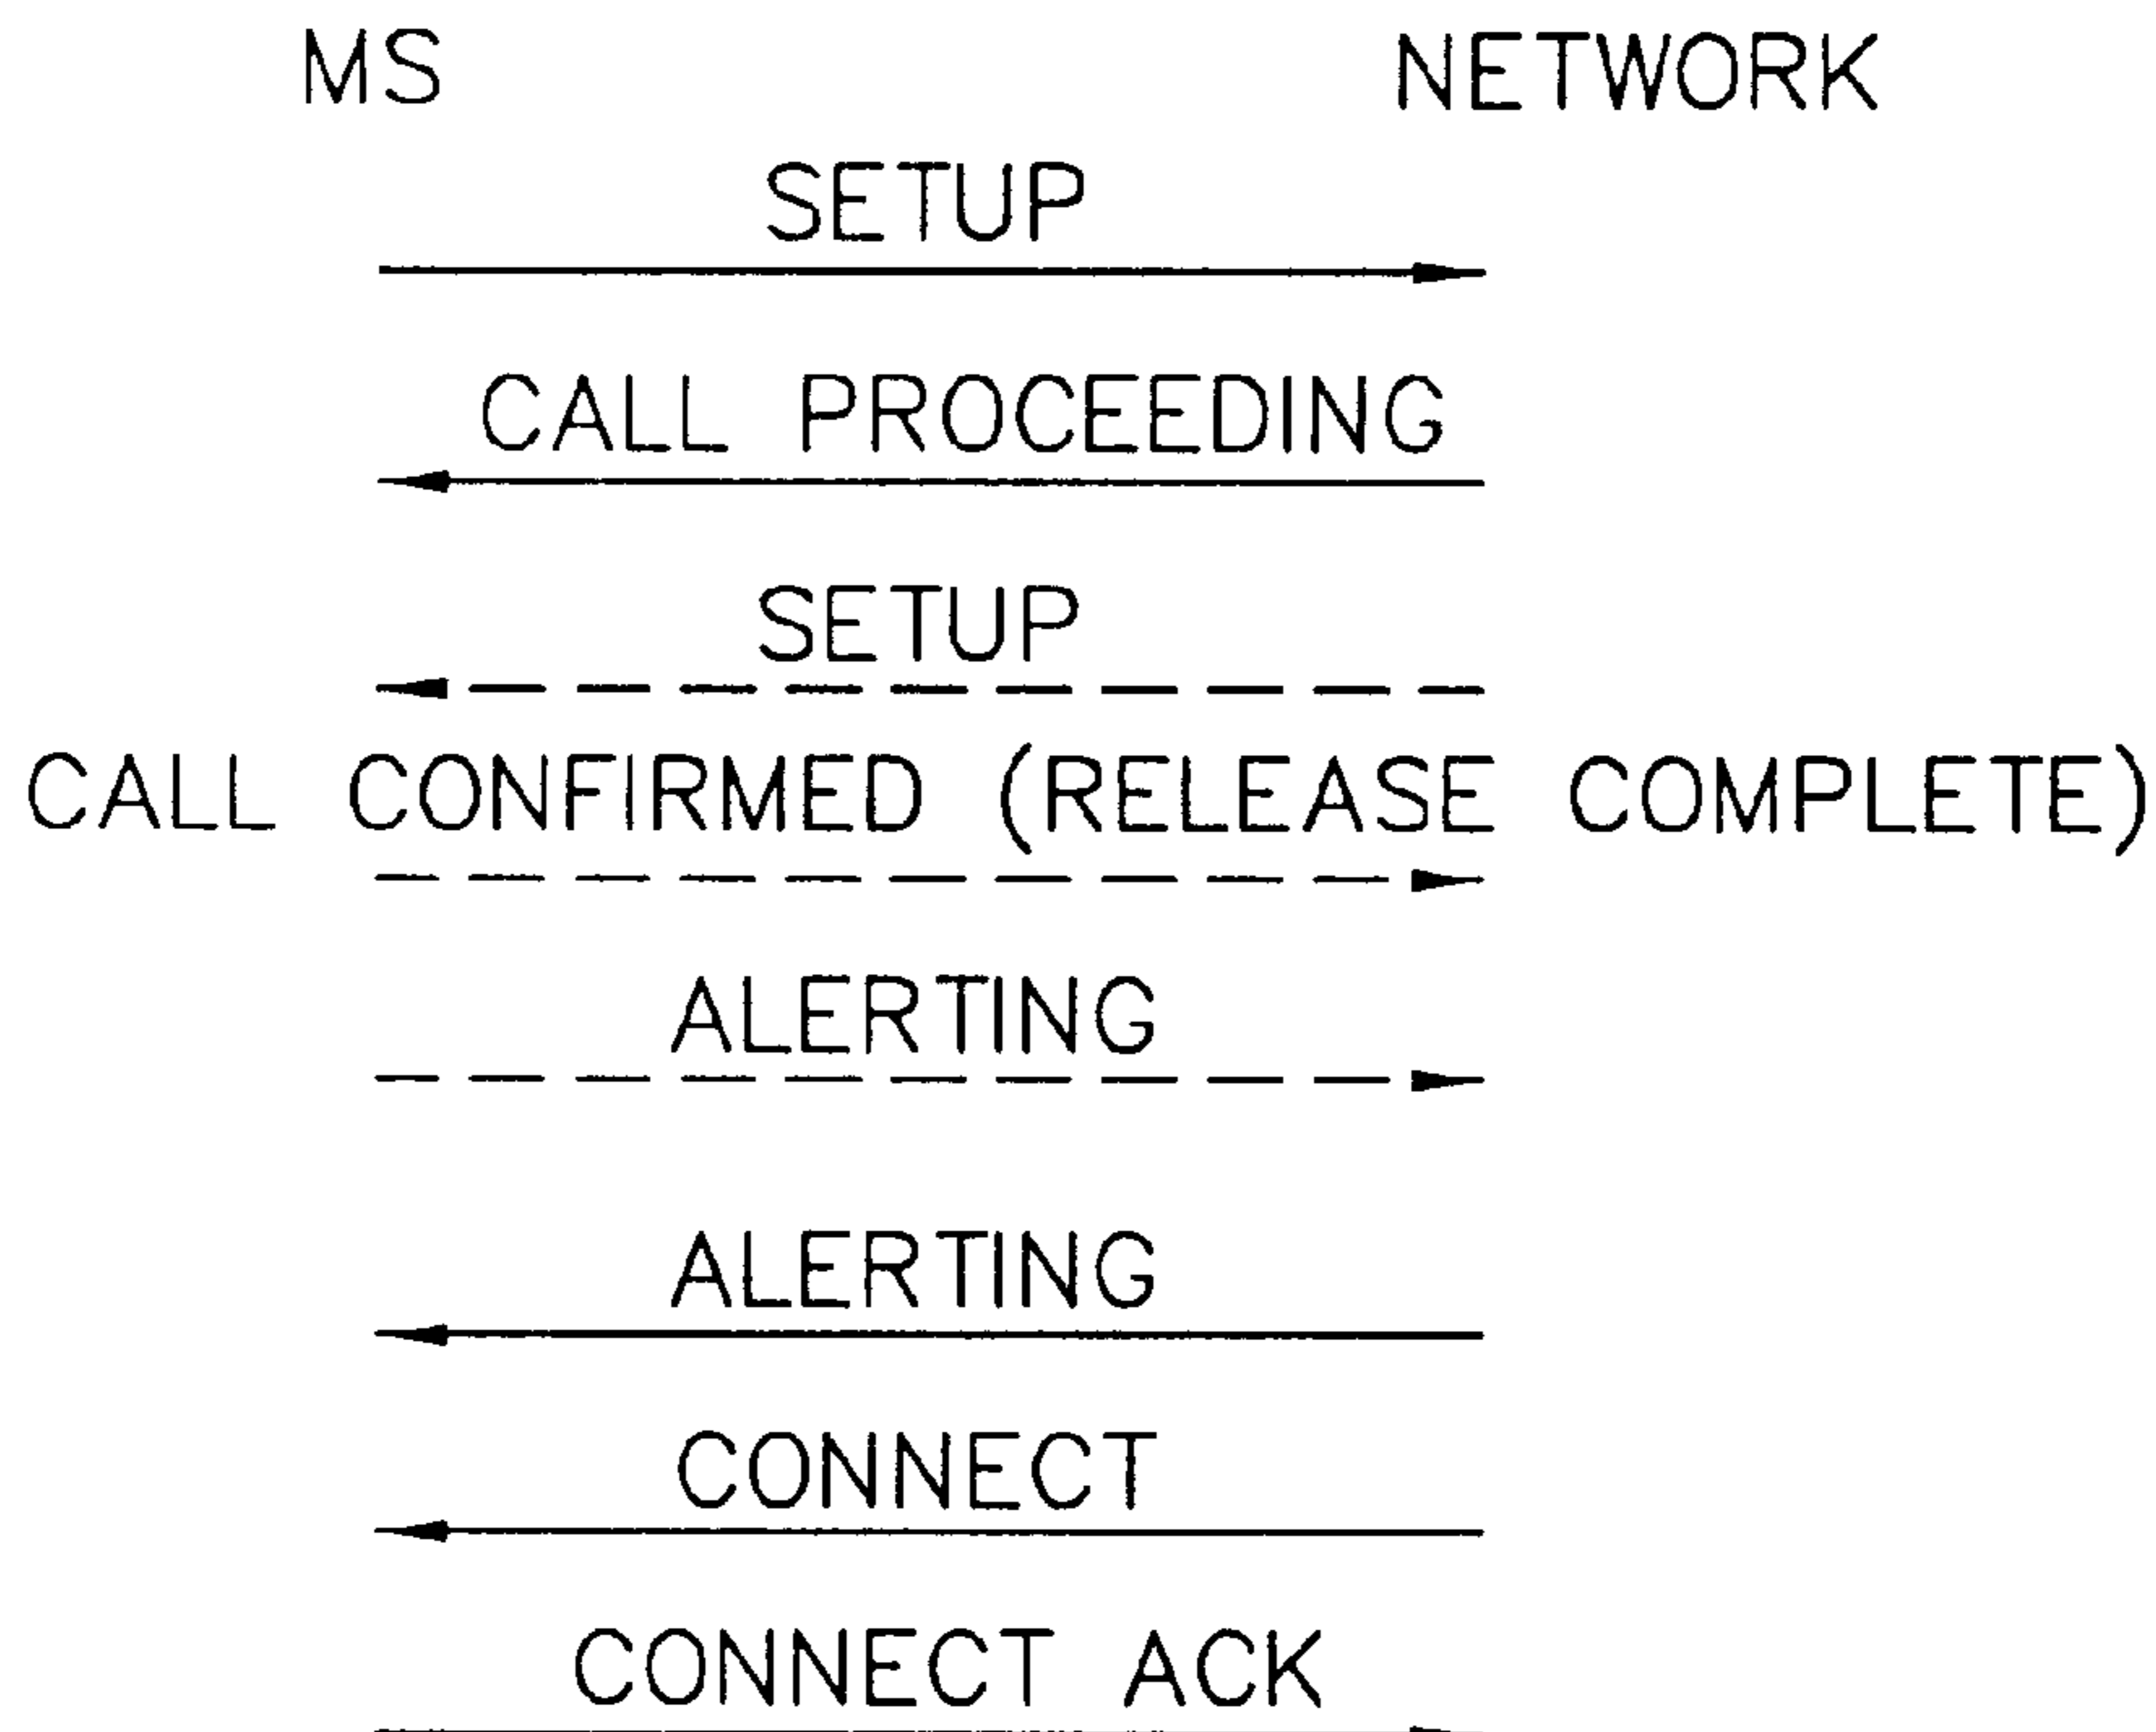 MS NETWORK
SETUP
CALL PROCEEDING
SETUP
CALL CONFIRMED (RELEASE COMPLETE)
ALERTING
ALERTING
CONNECT
CONNECT ACK